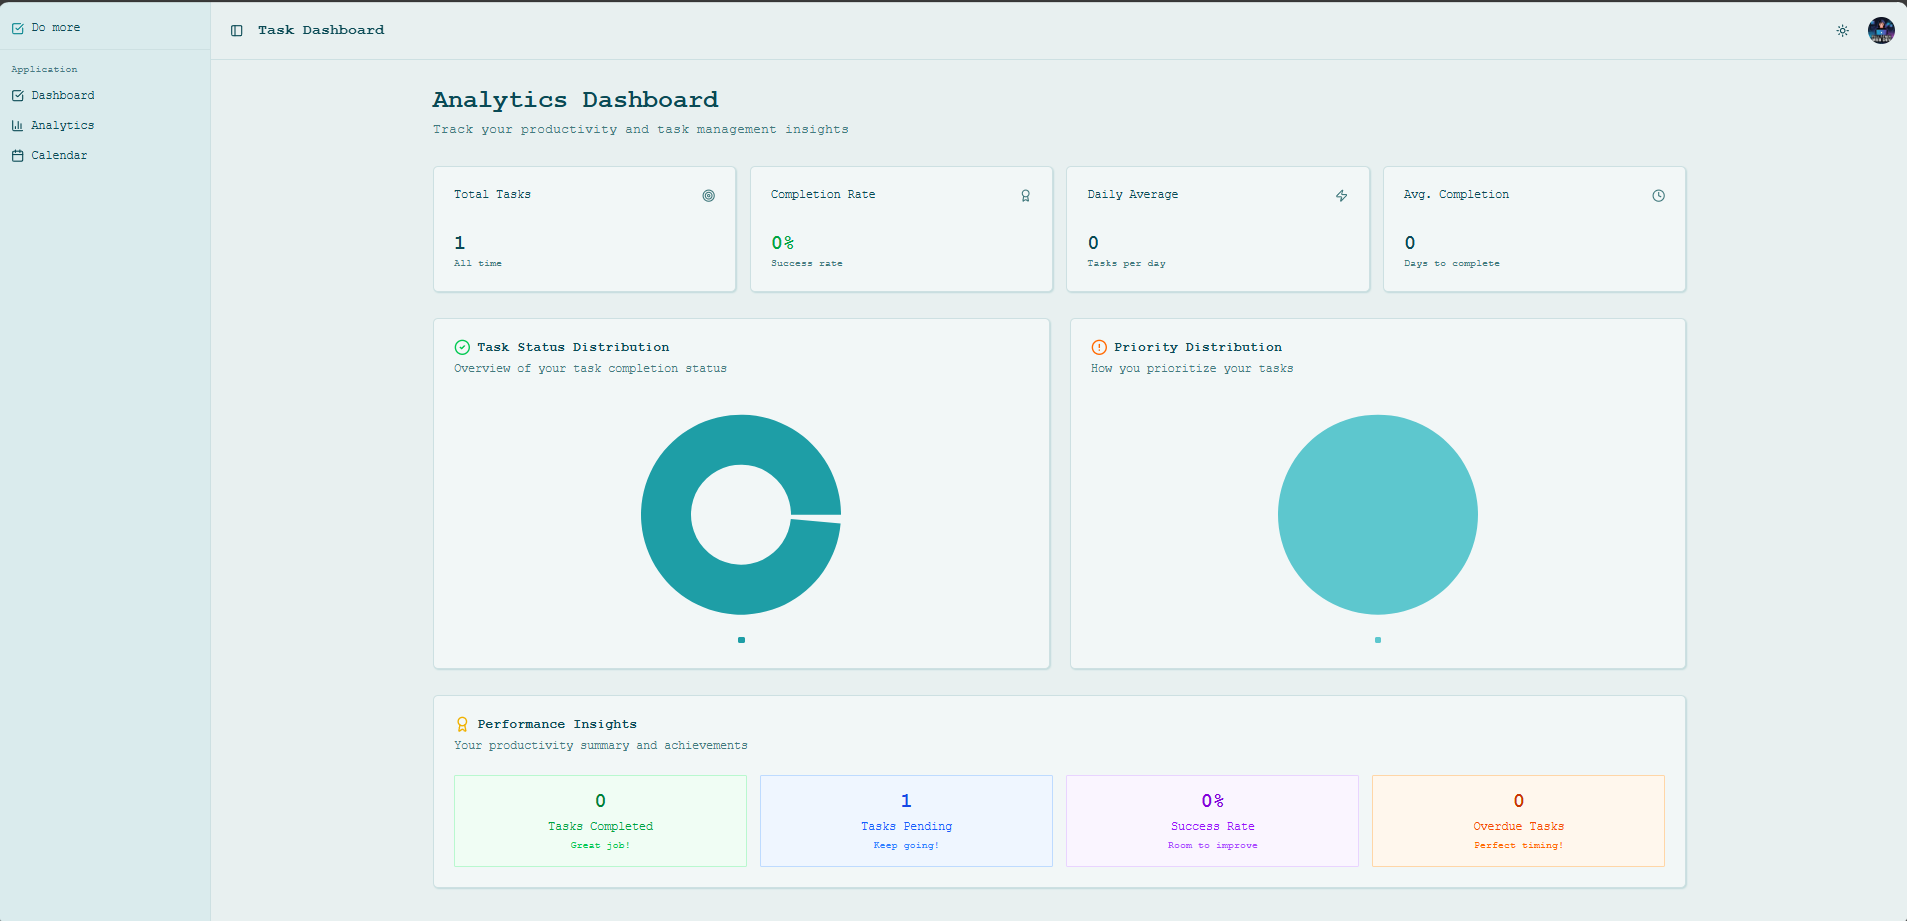 Do more
Task Dashboard
Application
Dashboard
Analytics
Calendar
Analytics Dashboard
Track your productivity and task management insights
Total Tasks
1
All time
Completion Rate
0%
Success rate
Daily Average
0
Tasks per day
Avg. Completion
0
Days to complete
Task Status Distribution
Overview of your task completion status
Priority Distribution
How you prioritize your tasks
Performance Insights
Your productivity summary and achievements
0
Tasks Completed
Great job!
1
Tasks Pending
Keep going!
0%
Success Rate
Room to improve
0
Overdue Tasks
Perfect timing!